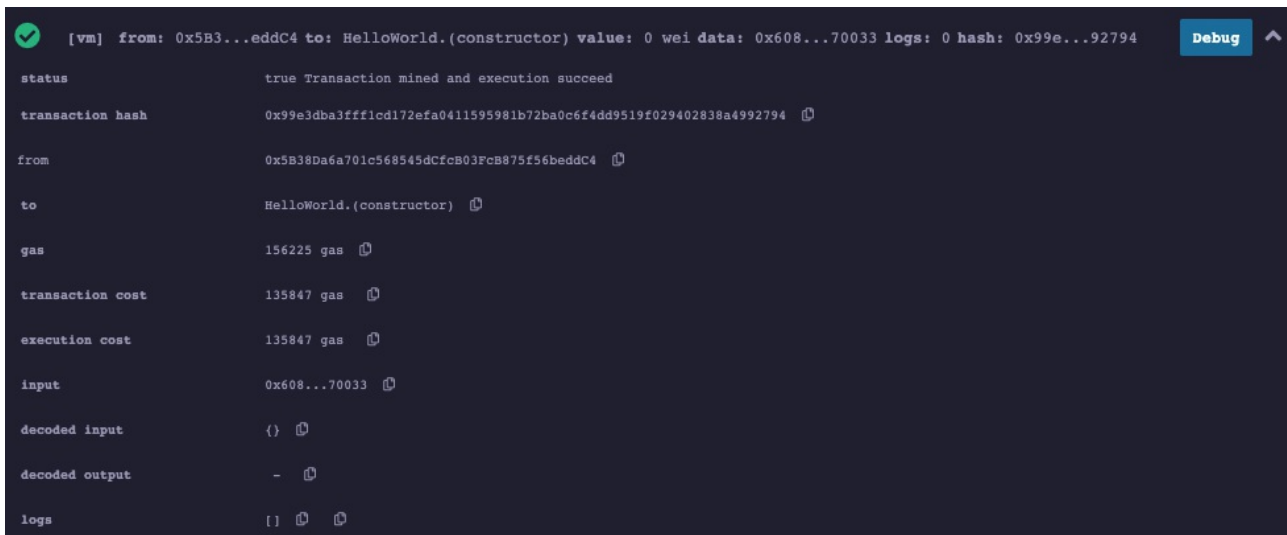 [vm] from: 0x5B3...eddC4 to: HelloWorld.(constructor) value: 0 wei data: 0x608...70033 logs: 0 hash: 0x99e...92794 Debug
status true Transaction mined and execution succeed
transaction hash 0x99e3dba3fff1cd172efa0411595981b72ba0c6f4dd9519f029402838a4992794
from 0x5B38Da6a701c568545dCfcB03FcB875f56beddC4
to HelloWorld.(constructor)
gas 156225 gas
transaction cost 135847 gas
execution cost 135847 gas
input 0x608...70033
decoded input {}
decoded output -
logs []